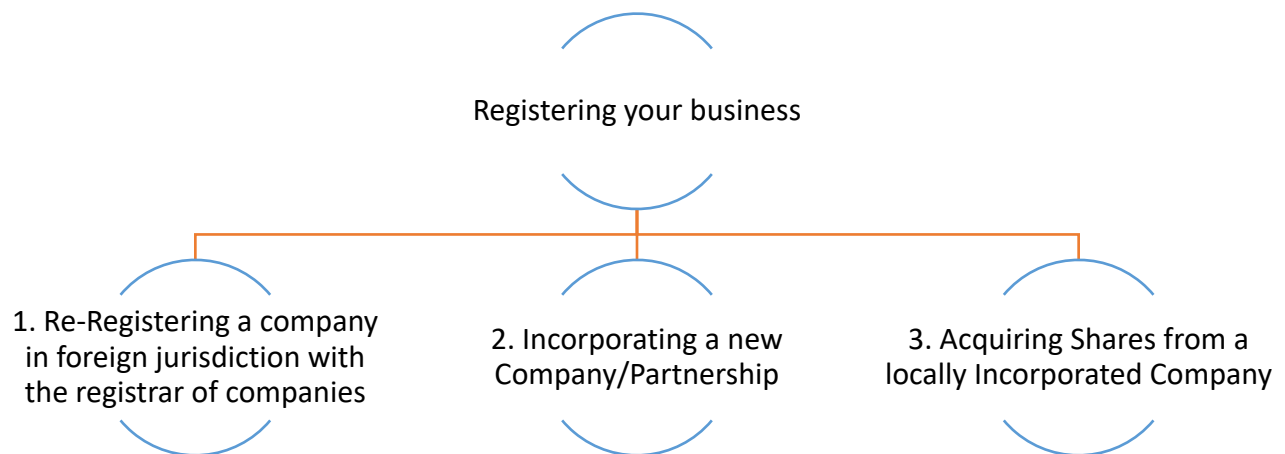 Registering your business
1. Re-Registering a company
in foreign jurisdiction with
the registrar of companies
2. Incorporating a new
Company/Partnership
3. Acquiring Shares from a
locally Incorporated Company